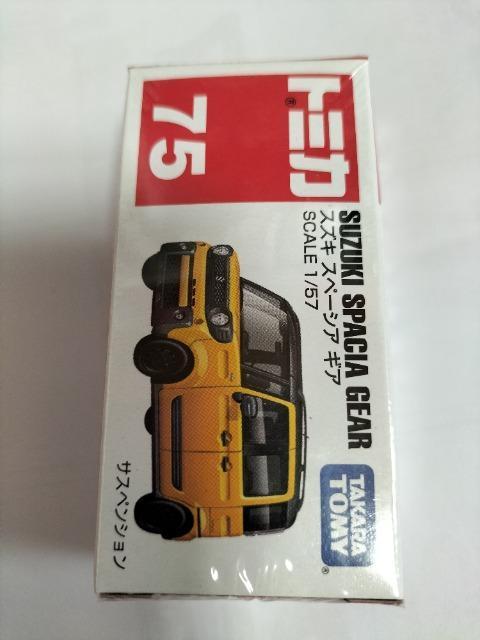 トミカ®
75
SUZUKI SPACIA GEAR
スズキ スペーシア ギア
SCALE 1/57
TAKARA
TOMY®
サスペンション